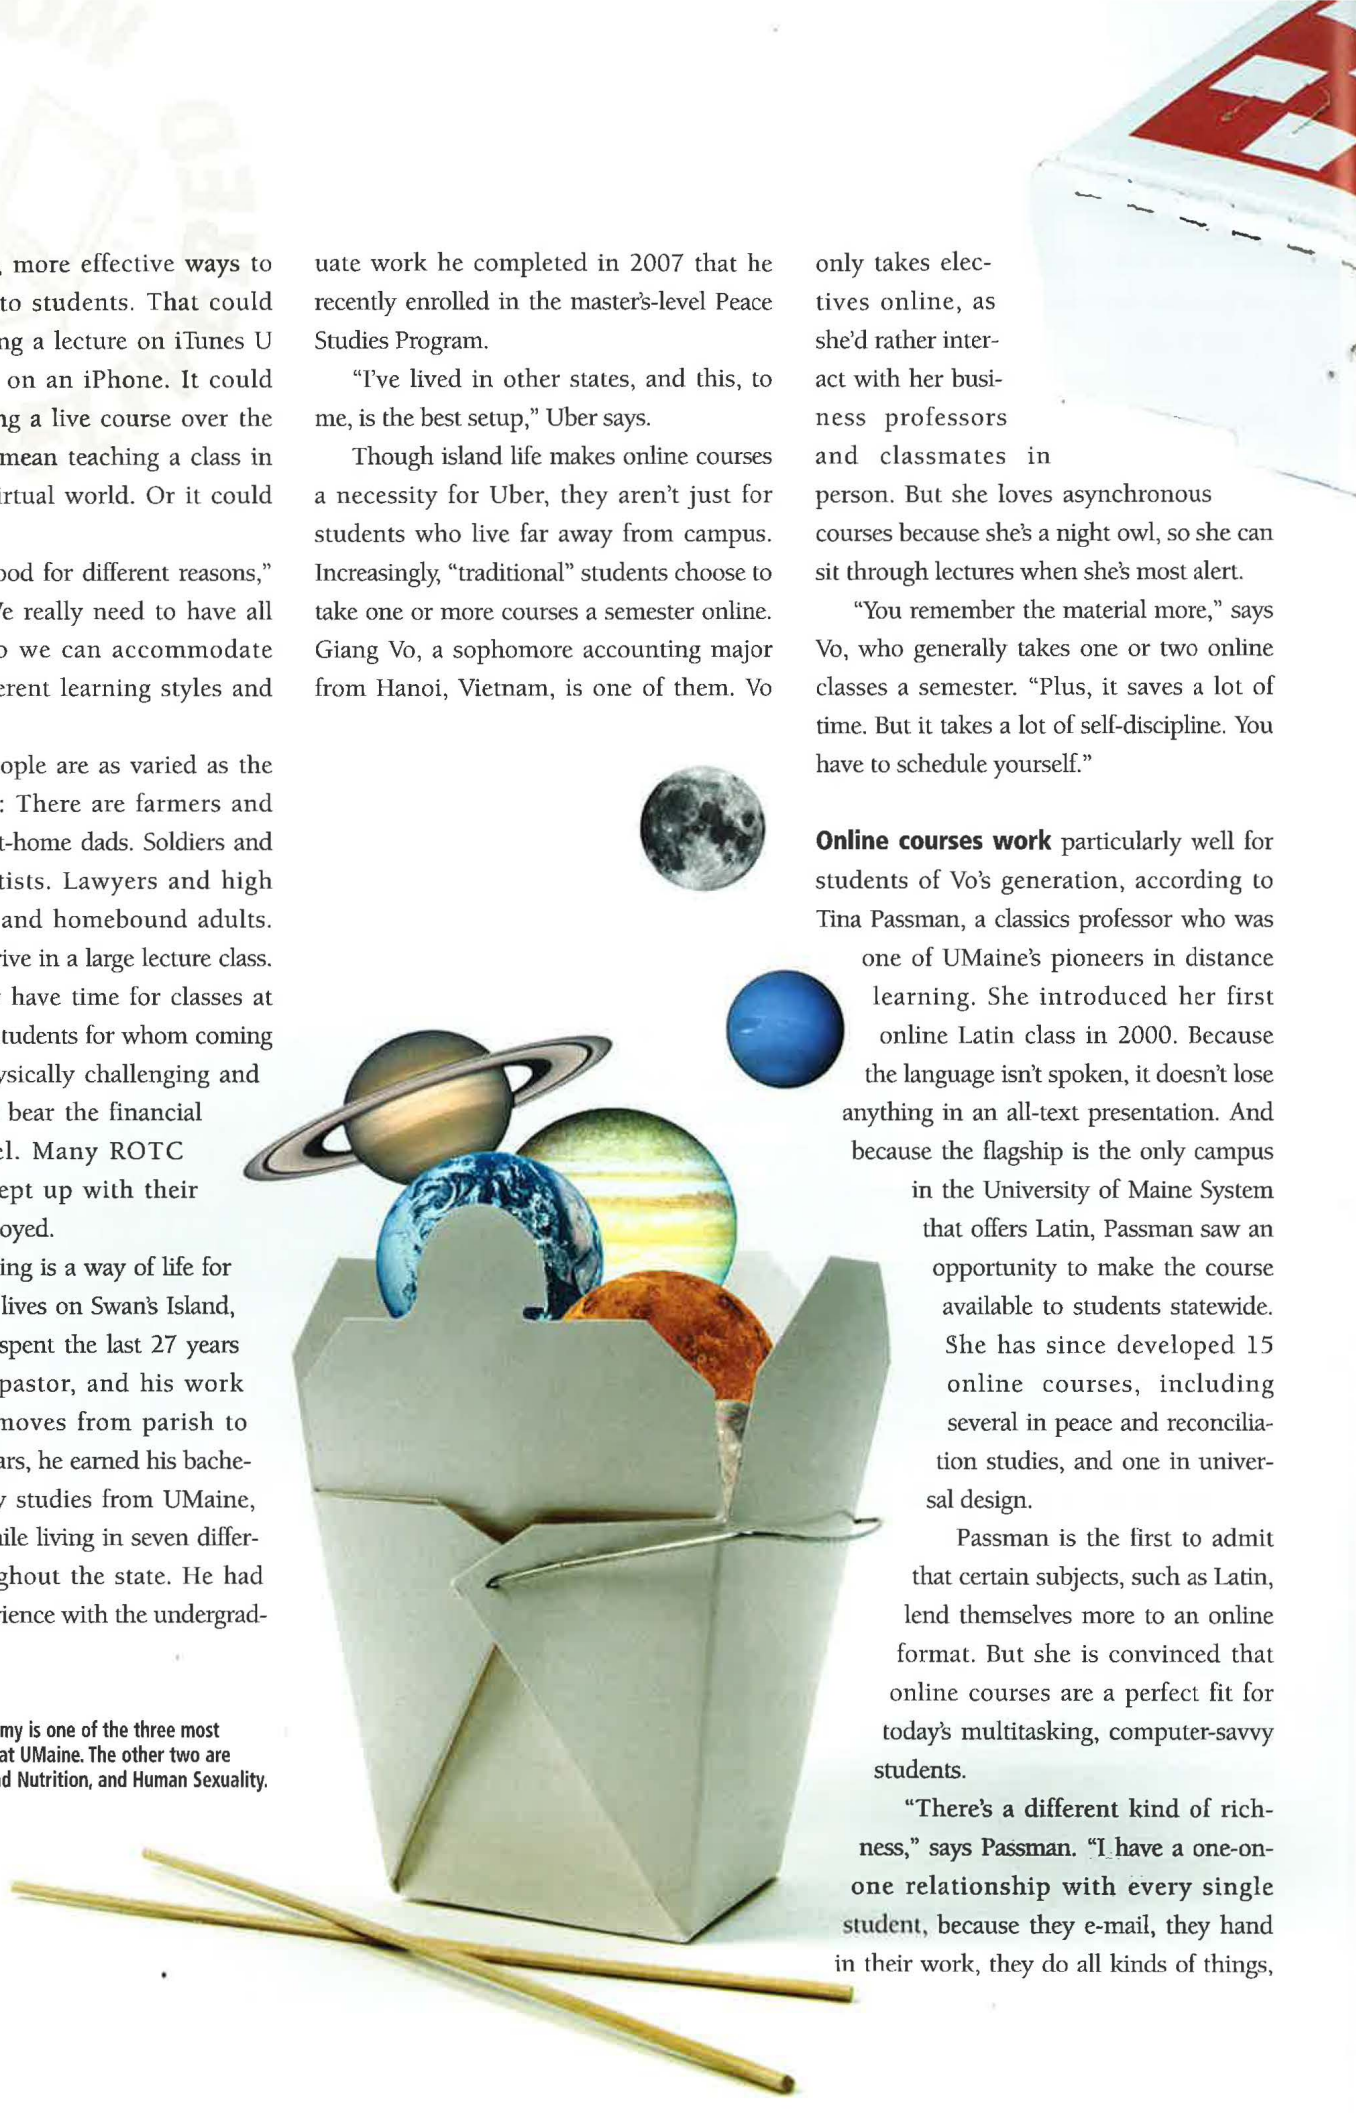 , more effective ways to
to students. That could
ng a lecture on iTunes U
on an iPhone. It could
ng a live course over the
mean teaching a class in
irtual world. Or it could
ood for different reasons,”
e really need to have all
o we can accommodate
erent learning styles and
ople are as varied as the
: There are farmers and
t-home dads. Soldiers and
tists. Lawyers and high
and homebound adults.
rive in a large lecture class.
have time for classes at
tudents for whom coming
ysically challenging and
bear the financial
el. Many ROTC
ept up with their
oyed.
ing is a way of life for
lives on Swan's Island,
spent the last 27 years
pastor, and his work
moves from parish to
ars, he earned his bache-
y studies from UMaine,
ile living in seven differ-
ghout the state. He had
rience with the undergrad-
my is one of the three most
at UMaine. The other two are
d Nutrition, and Human Sexuality.
uate work he completed in 2007 that he
recently enrolled in the master's-level Peace
Studies Program.
“I've lived in other states, and this, to
me, is the best setup,” Uber says.
Though island life makes online courses
a necessity for Uber, they aren't just for
students who live far away from campus.
Increasingly, “traditional” students choose to
take one or more courses a semester online.
Giang Vo, a sophomore accounting major
from Hanoi, Vietnam, is one of them. Vo
only takes elec-
tives online, as
she'd rather inter-
act with her busi-
ness professors
and classmates in
person. But she loves asynchronous
courses because she's a night owl, so she can
sit through lectures when she's most alert.
“You remember the material more,” says
Vo, who generally takes one or two online
classes a semester. “Plus, it saves a lot of
time. But it takes a lot of self-discipline. You
have to schedule yourself.”
Online courses work particularly well for
students of Vo's generation, according to
Tina Passman, a classics professor who was
one of UMaine's pioneers in distance
learning. She introduced her first
online Latin class in 2000. Because
the language isn't spoken, it doesn't lose
anything in an all-text presentation. And
because the flagship is the only campus
in the University of Maine System
that offers Latin, Passman saw an
opportunity to make the course
available to students statewide.
She has since developed 15
online courses, including
several in peace and reconcilia-
tion studies, and one in univer-
sal design.
Passman is the first to admit
that certain subjects, such as Latin,
lend themselves more to an online
format. But she is convinced that
online courses are a perfect fit for
today's multitasking, computer-savvy
students.
“There's a different kind of rich-
ness,” says Passman. “I have a one-on-
one relationship with every single
student, because they e-mail, they hand
in their work, they do all kinds of things,